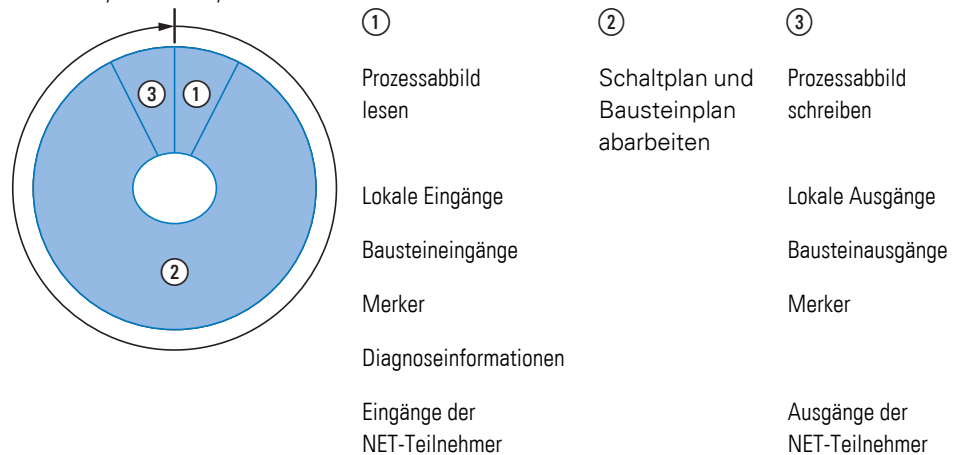 ① ② ③
Prozessabbild
lesen
Schaltplan und
Bausteinplan
abarbeiten
Prozessabbild
schreiben
Lokale Eingänge
Lokale Ausgänge
Bausteineingänge
Bausteinausgänge
Merker
Merker
Diagnoseinformationen
Eingänge der
NET-Teilnehmer
Ausgänge der
NET-Teilnehmer
③ ①
②